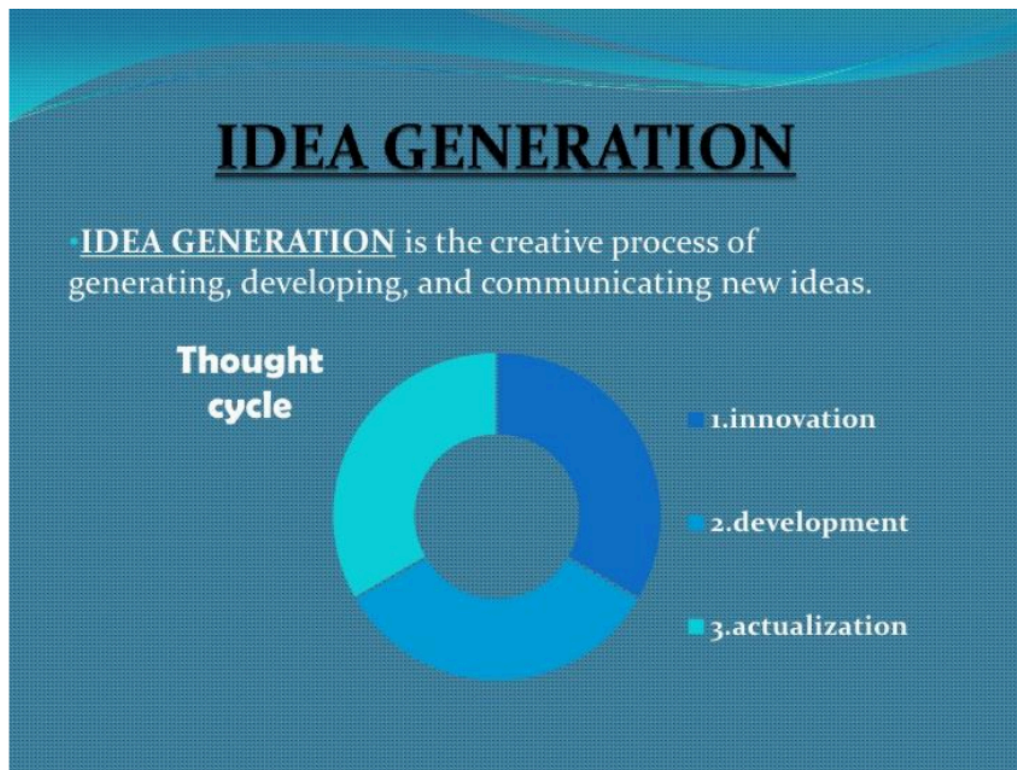 IDEA GENERATION
•IDEA GENERATION is the creative process of
generating, developing, and communicating new ideas.
Thought
cycle
1.innovation
2.development
3.actualization